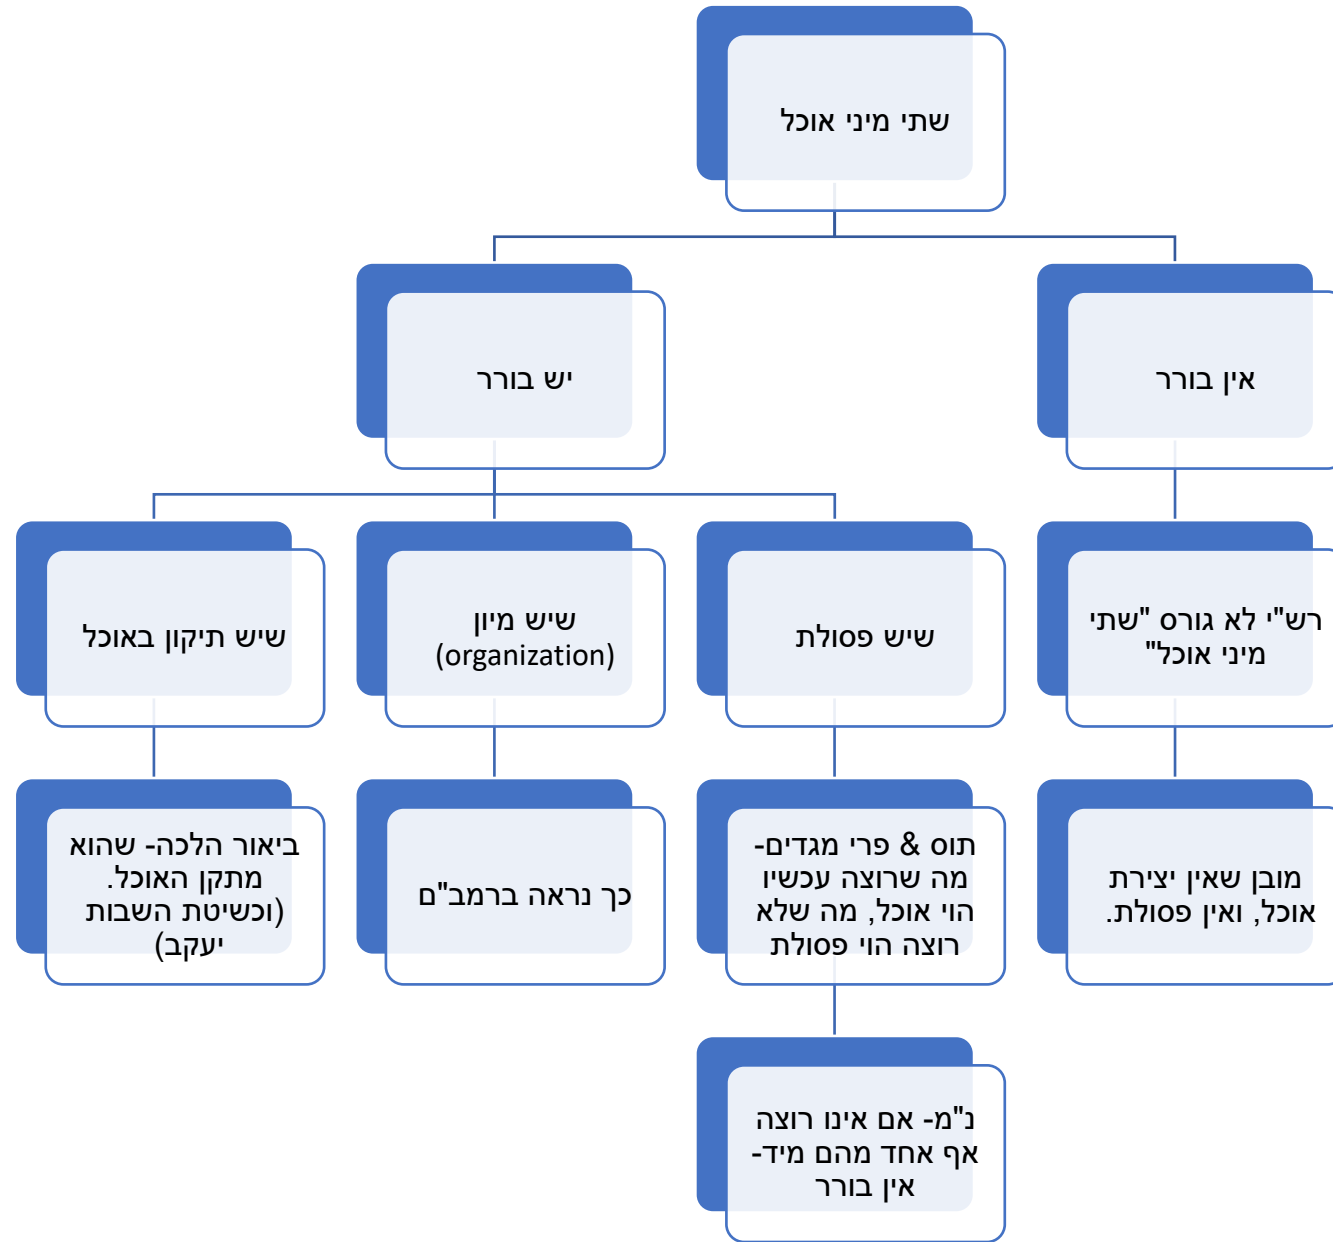 שתי מיני אוכל
אין בורר
יש בורר
רש"י לא גורס "שתי
מיני אוכל"
שיש פסולת
שיש מיון
(organization)
שיש תיקון באוכל
מובן שאין יצירת
אוכל, ואין פסולת.
תוס & פרי מגדים-
מה שרוצה עכשיו
הוי אוכל, מה שלא
רוצה הוי פסולת
כך נראה ברמב"ם
ביאור הלכה- שהוא
מתקן האוכל.
(וכשיטת השבות
יעקב)
נ"מ- אם אינו רוצה
אף אחד מהם מיד-
אין בורר